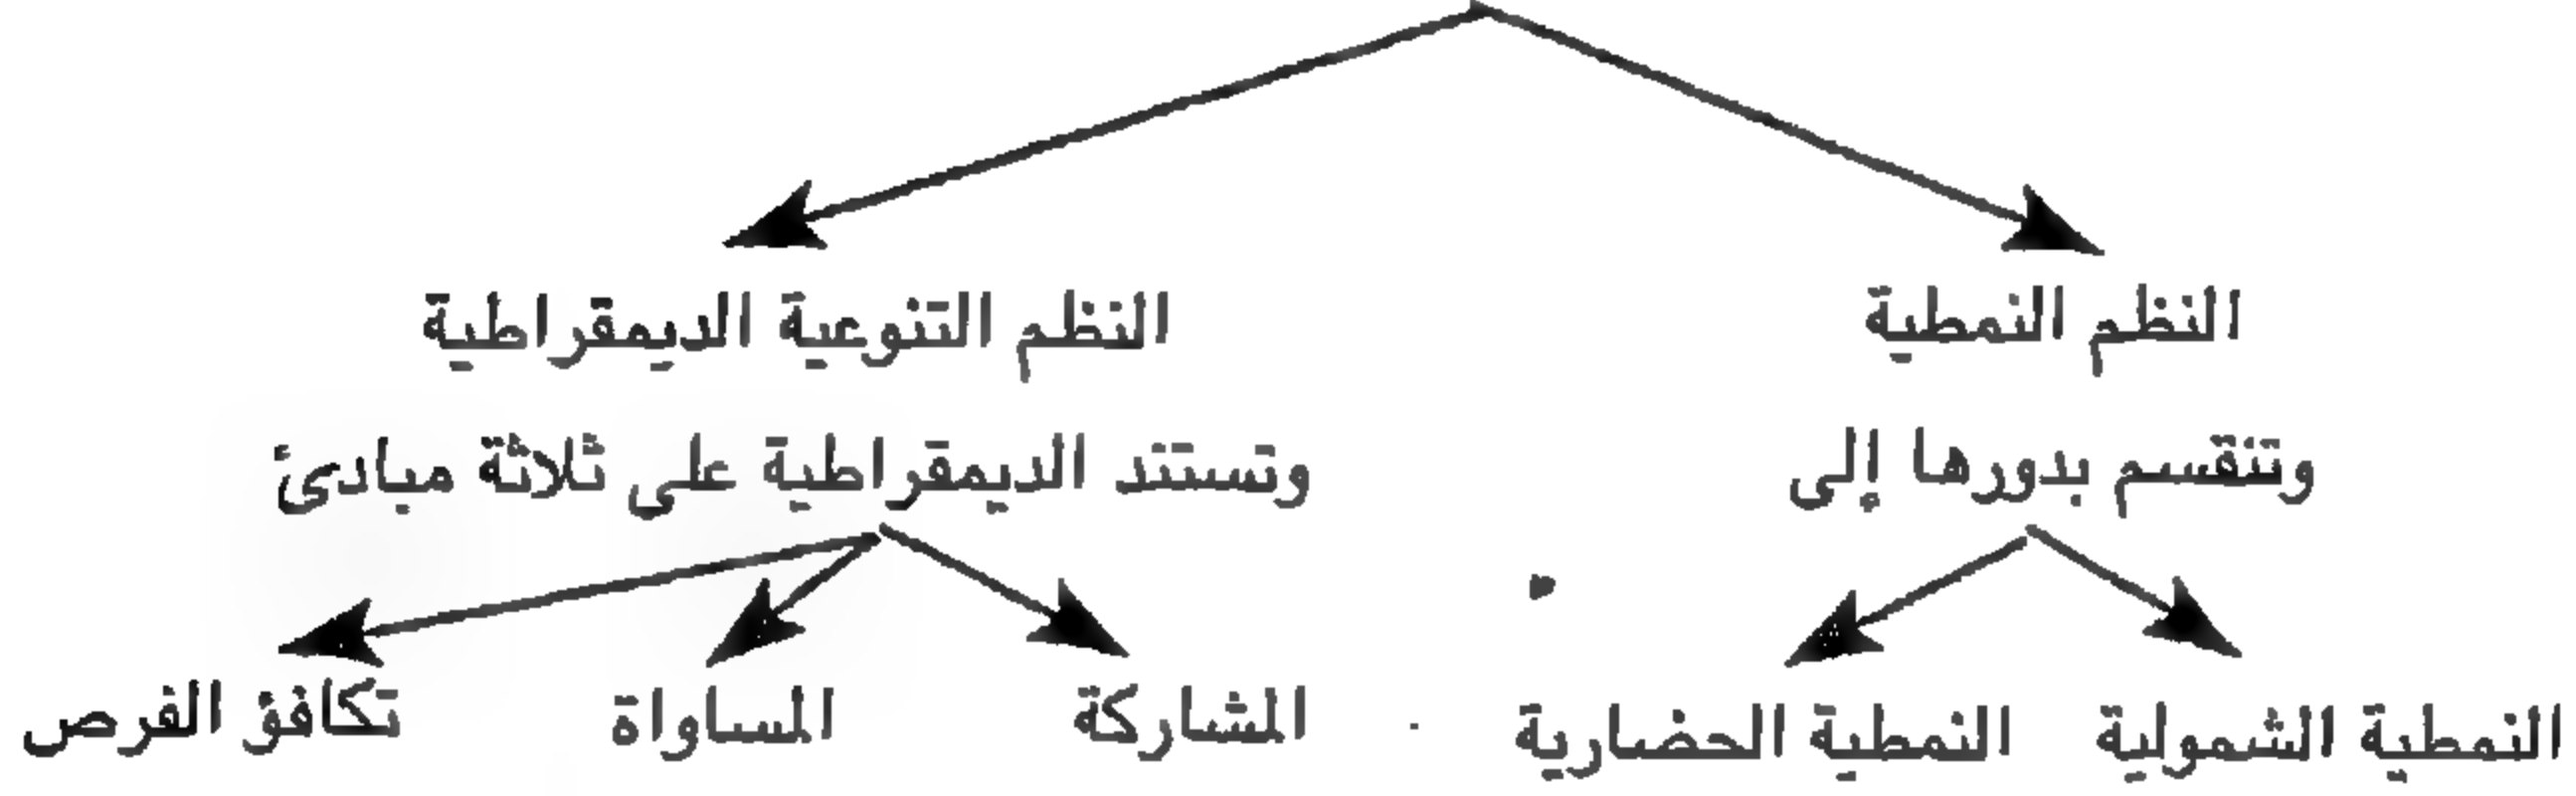 النظم النمطية
النظم التنوعية الديمقراطية
وتنقسم بدورها إلى
وتستند الديمقراطية على ثلاثة مبادئ
النمطية الشمولية
النمطية الحضارية
المشاركة
المساواة
تكافؤ الفرص